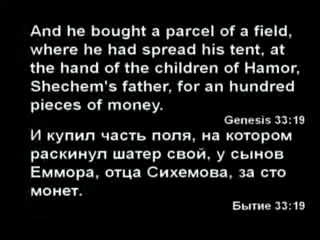 And he bought a parcel of a field,
where he had spread his tent, at
the hand of the children of Hamor,
Shechem's father, for an hundred
pieces of money.
Genesis 33:19
И купил часть поля, на котором
раскинул шатер свой, у сынов
Еммора, отца Сихемова, за сто
монет.
Бытие 33:19